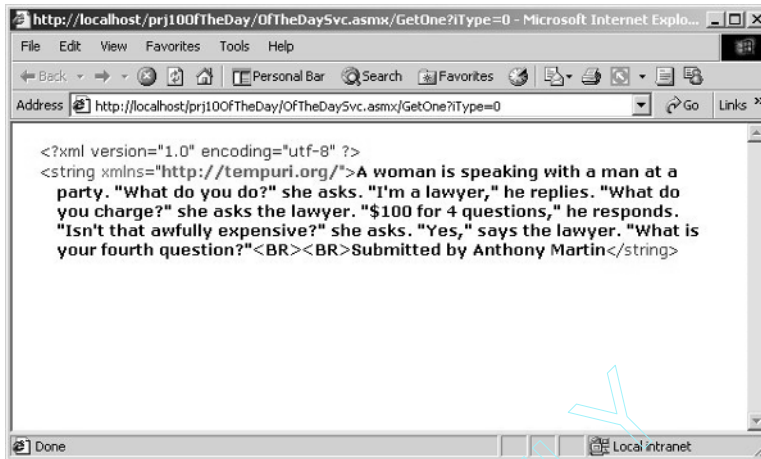 http://localhost/prj10OfTheDay/OfTheDaySvc.asmx/GetOne?iType=0 - Microsoft Internet Explo...
File Edit View Favorites Tools Help
Back Personal Bar Search Favorites
Address http://localhost/prj10OfTheDay/OfTheDaySvc.asmx/GetOne?iType=0 Go Links »
<?xml version="1.0" encoding="utf-8" ?>
<string xmlns="http://tempuri.org/">A woman is speaking with a man at a
party. "What do you do?" she asks. "I'm a lawyer," he replies. "What do
you charge?" she asks the lawyer. "$100 for 4 questions," he responds.
"Isn't that awfully expensive?" she asks. "Yes," says the lawyer. "What is
your fourth question?"<BR><BR>Submitted by Anthony Martin</string>
Done Local intranet